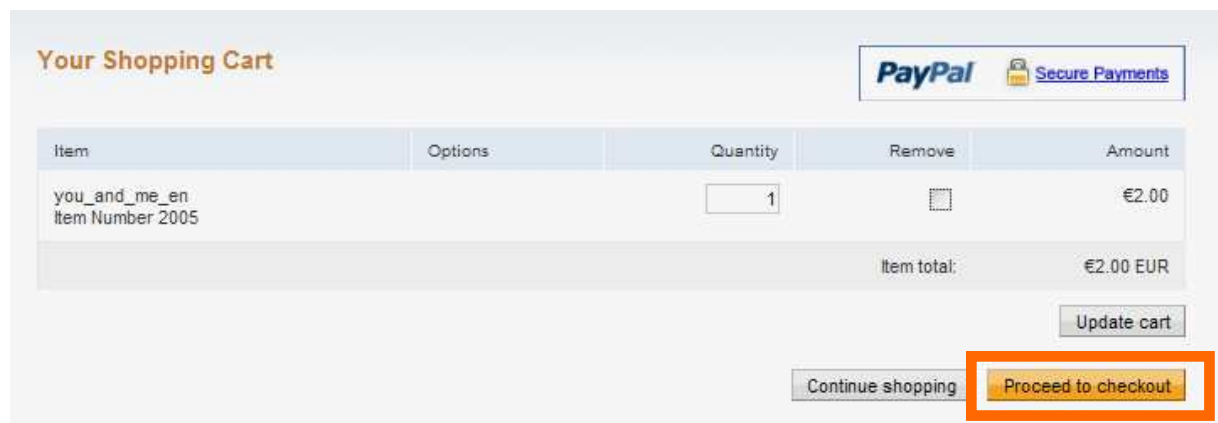 Your Shopping Cart
PayPal Secure Payments
Item Options Quantity Remove Amount
you_and_me_en 1 €2.00
Item Number 2005
Item total: €2.00 EUR
Update cart
Continue shopping Proceed to checkout